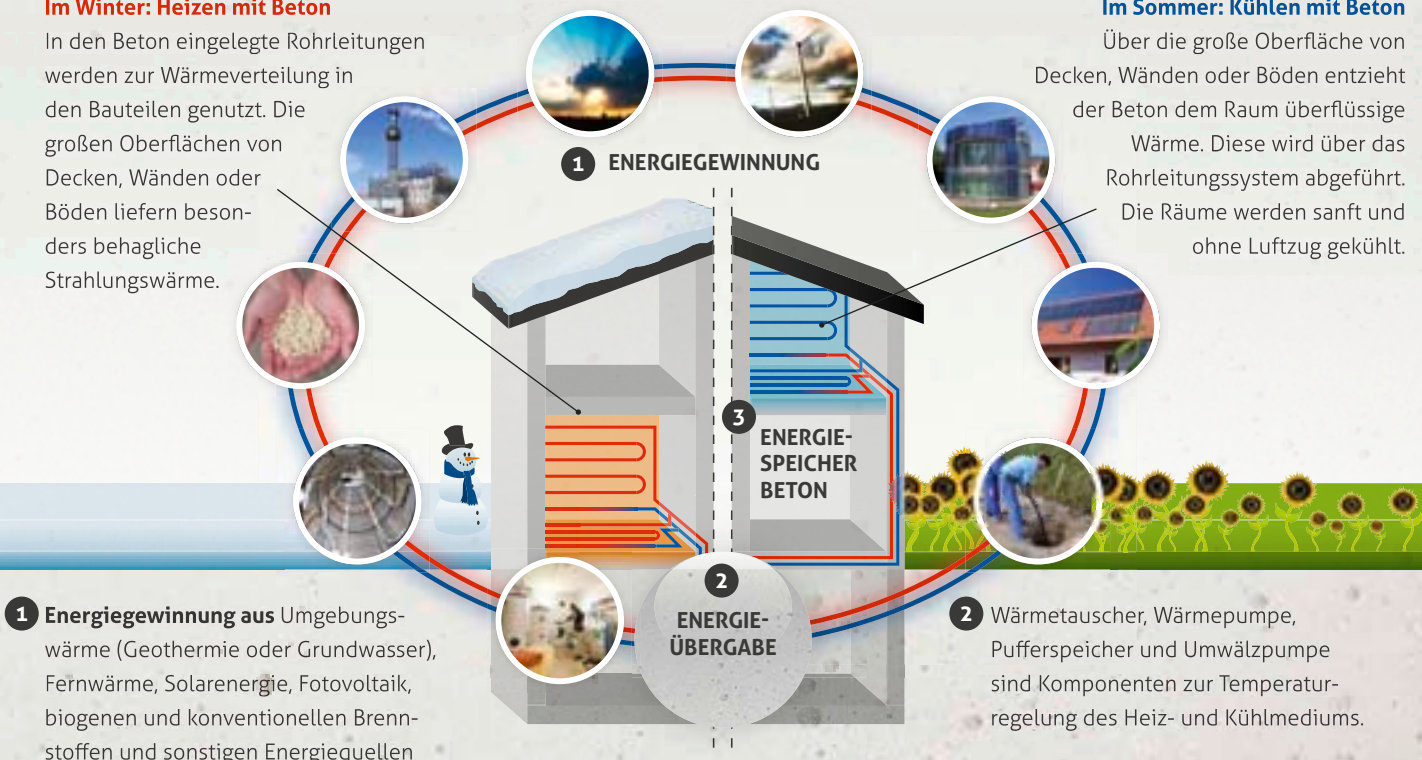 Im Winter: Heizen mit Beton
In den Beton eingelegte Rohrleitungen
werden zur Wärmeverteilung in
den Bauteilen genutzt. Die
großen Oberflächen von
Decken, Wänden oder
Böden liefern beson-
ders behagliche
Strahlungswärme.
Im Sommer: Kühlen mit Beton
Über die große Oberfläche von
Decken, Wänden oder Böden entzieht
der Beton dem Raum überflüssige
Wärme. Diese wird über das
Rohrleitungssystem abgeführt.
Die Räume werden sanft und
ohne Luftzug gekühlt.
1 ENERGIEGEWINNUNG
3
ENERGIE-
SPEICHER
BETON
2
ENERGIE-
ÜBERGABE
1 Energiegewinnung aus Umgebungs-
wärme (Geothermie oder Grundwasser),
Fernwärme, Solarenergie, Fotovoltaik,
biogenen und konventionellen Brenn-
stoffen und sonstigen Energiequellen
2 Wärmetauscher, Wärmepumpe,
Pufferspeicher und Umwälzpumpe
sind Komponenten zur Temperatur-
regelung des Heiz- und Kühlmediums.